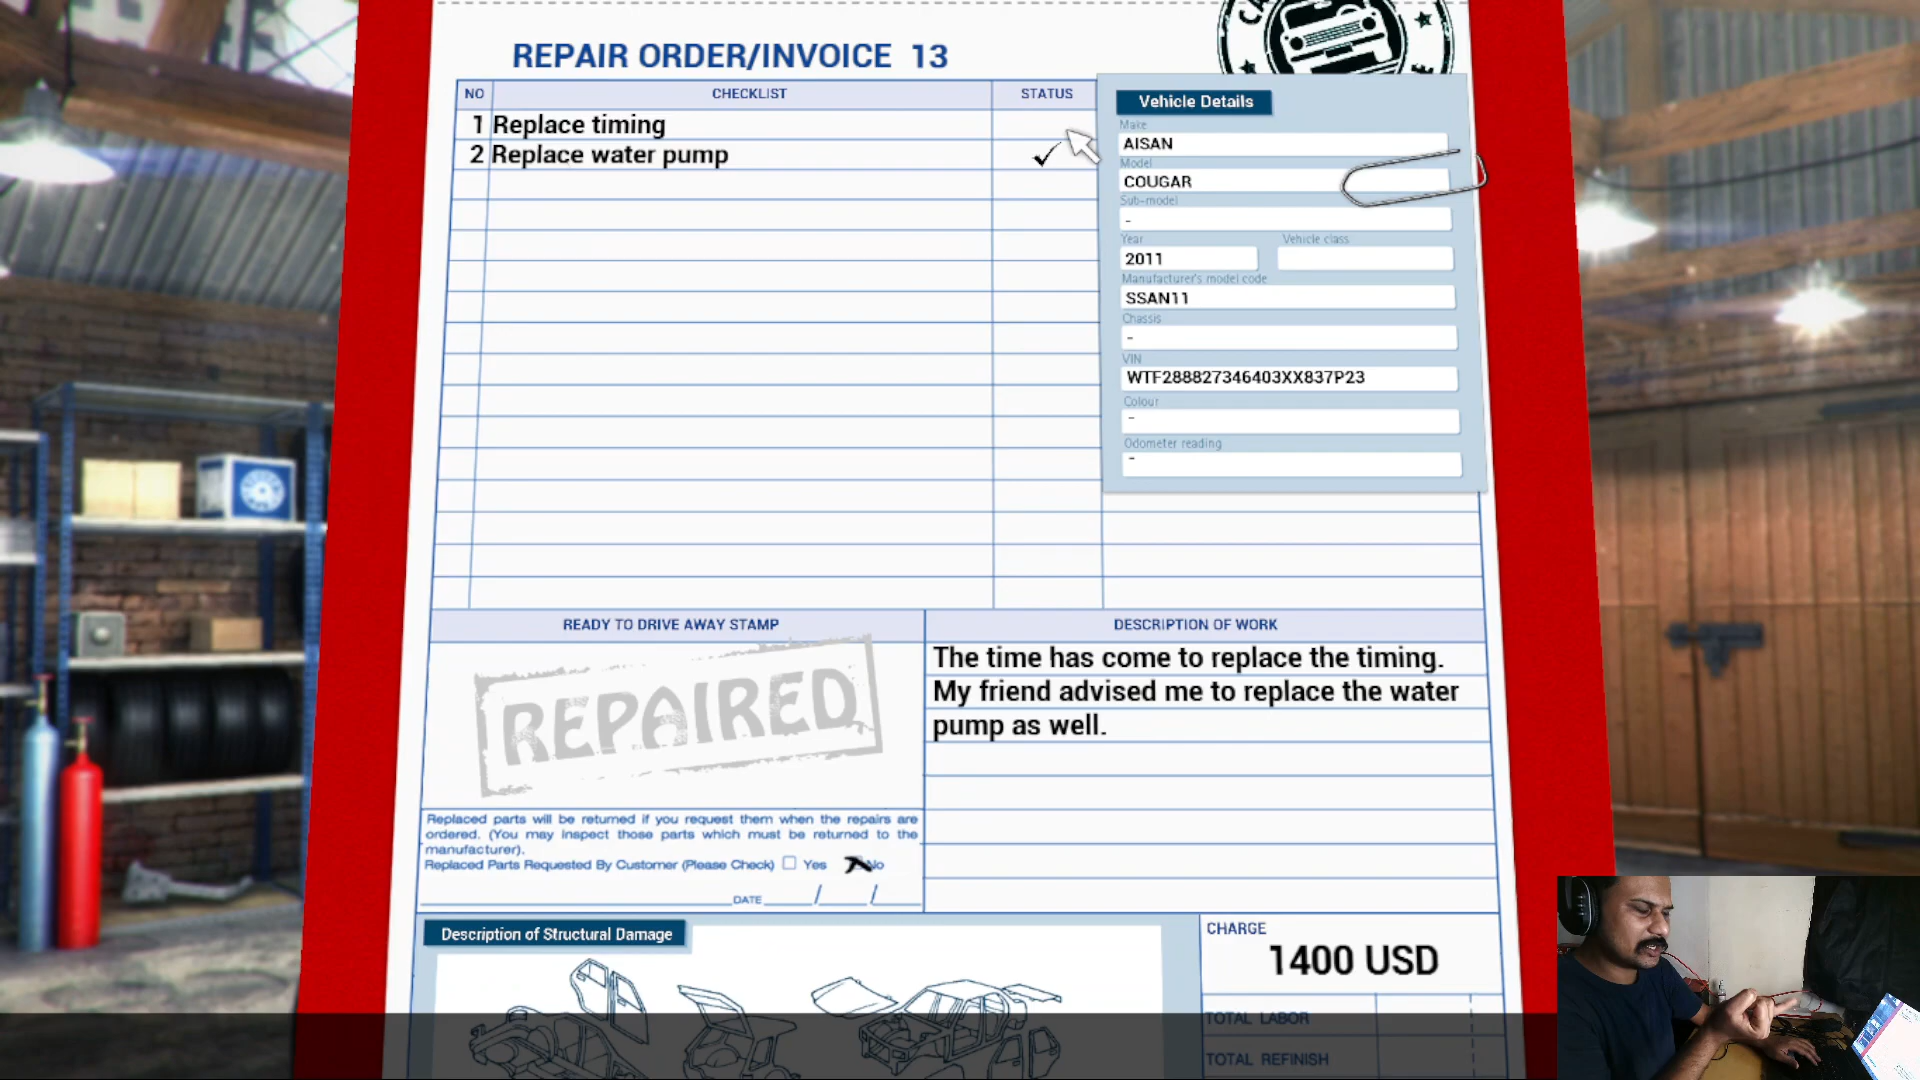 REPAIR ORDER/INVOICE 13
NO CHECKLIST STATUS
1 Replace timing
2 Replace water pump
Vehicle Details
Make
AISAN
Model
COUGAR
Sub-model
-
Year Vehicle class
2011
Manufacturer's model code
SSAN11
Chassis
-
VIN
WTF288827346403XX837P23
Colour
-
Odometer reading
-
READY TO DRIVE AWAY STAMP
REPAIRED
Replaced parts will be returned if you request them when the repairs are
ordered. (You may inspect those parts which must be returned to the
manufacturer).
Replaced Parts Requested By Customer (Please Check) Yes No
DATE / /
DESCRIPTION OF WORK
The time has come to replace the timing.
My friend advised me to replace the water
pump as well.
Description of Structural Damage
CHARGE
1400 USD
TOTAL LABOR
TOTAL REFINISH